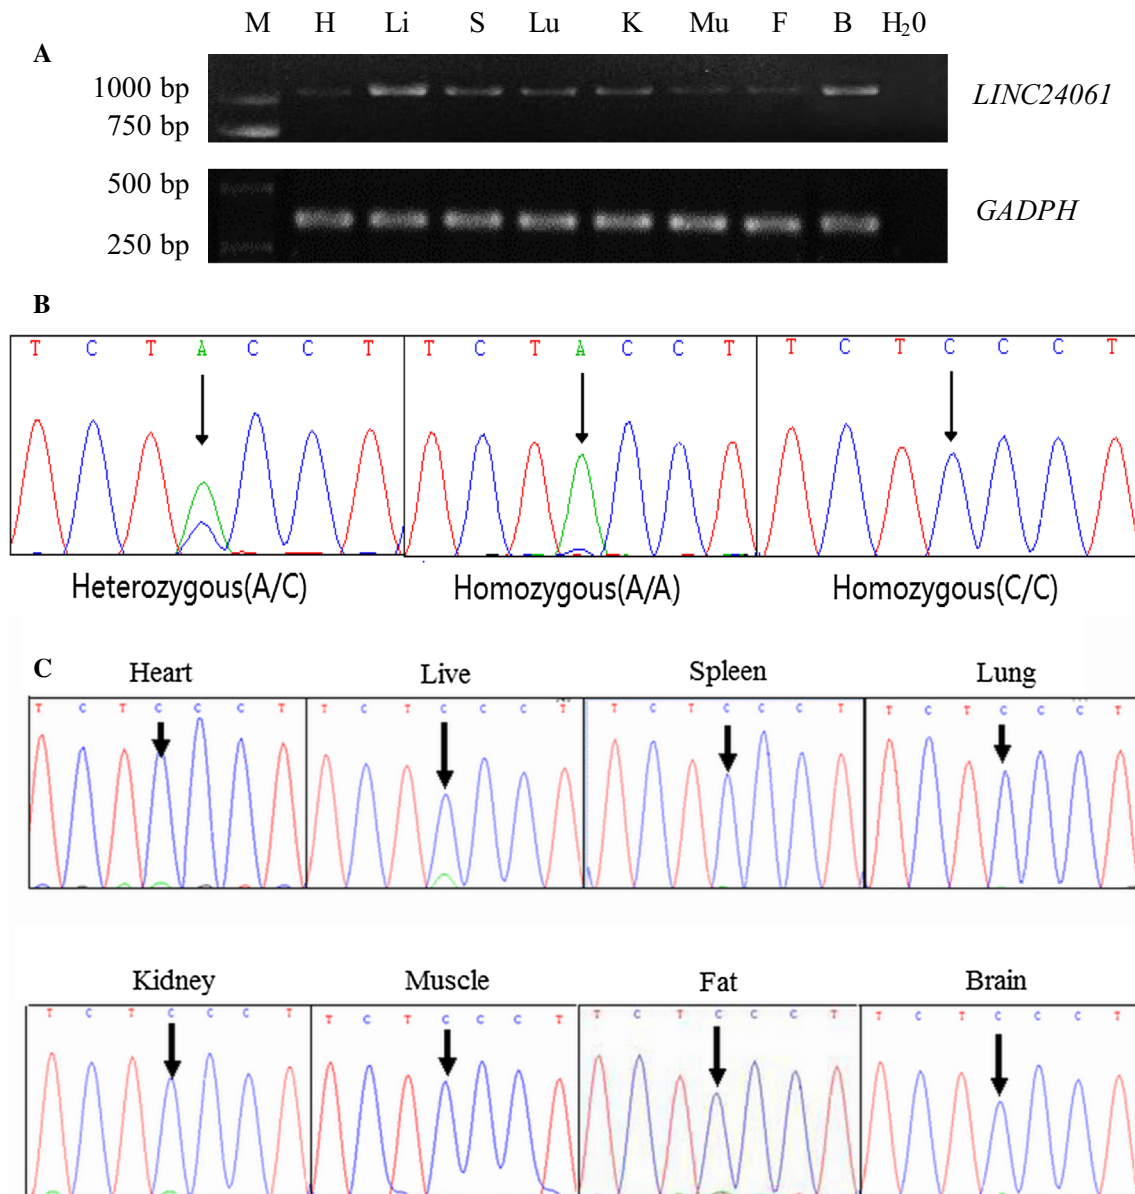 M H Li S Lu K Mu F B H₂0
A
1000 bp
750 bp
LINC24061
500 bp
250 bp
GADPH
B
T C T A C C T T C T A C C T T C T C C C T
Heterozygous(A/C) Homozygous(A/A) Homozygous(C/C)
C
Heart Live Spleen Lung
T C T C C C T T C T C C C T T C T C C C T T C T C C C T
Kidney Muscle Fat Brain
T C T C C C T T C T C C C T T C T C C C T T C T C C C T